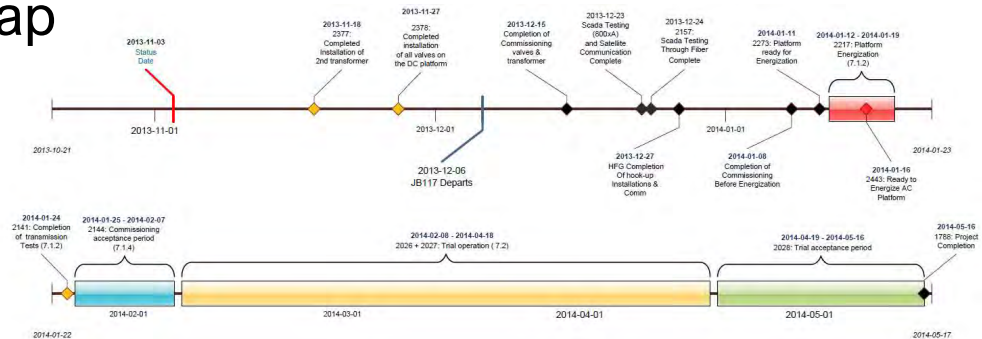 ap
2013-11-03
Status
Date
2013-11-18
2377:
Completed
Installation of
2nd transformer
2013-11-27
2378:
Completed
installation
of all valves on
the DC platform
2013-12-15
Completion of
Commissioning
valves &
transformer
2013-12-23
Scada Testing
(800xA)
and Satellite
Communication
Complete
2013-12-24
2157:
Scada Testing
Through Fiber
Complete
2014-01-11
2273: Platform
ready for
Energization
2014-01-12 - 2014-01-19
2217: Platform
Energization
(7.1.2)
2013-11-01
2013-12-01
2014-01-01
2013-10-21
2014-01-23
2013-12-06
JB117 Departs
2013-12-27
HFG Completion
Of hook-up
Installations &
Comm
2014-01-08
Completion of
Commissioning
Before Energization
2014-01-16
2443: Ready to
Energize AC
Platform
2014-01-24
2141: Completion
of transmission
Tests (7.1.2)
2014-01-25 - 2014-02-07
2144: Commissioning
acceptance period
(7.1.4)
2014-02-08 - 2014-04-18
2026 + 2027: Trial operation ( 7.2)
2014-04-19 - 2014-05-16
2028: Trial acceptance period
2014-05-16
1788: Project
Completion
2014-02-01
2014-03-01
2014-04-01
2014-05-01
2014-01-22
2014-05-17